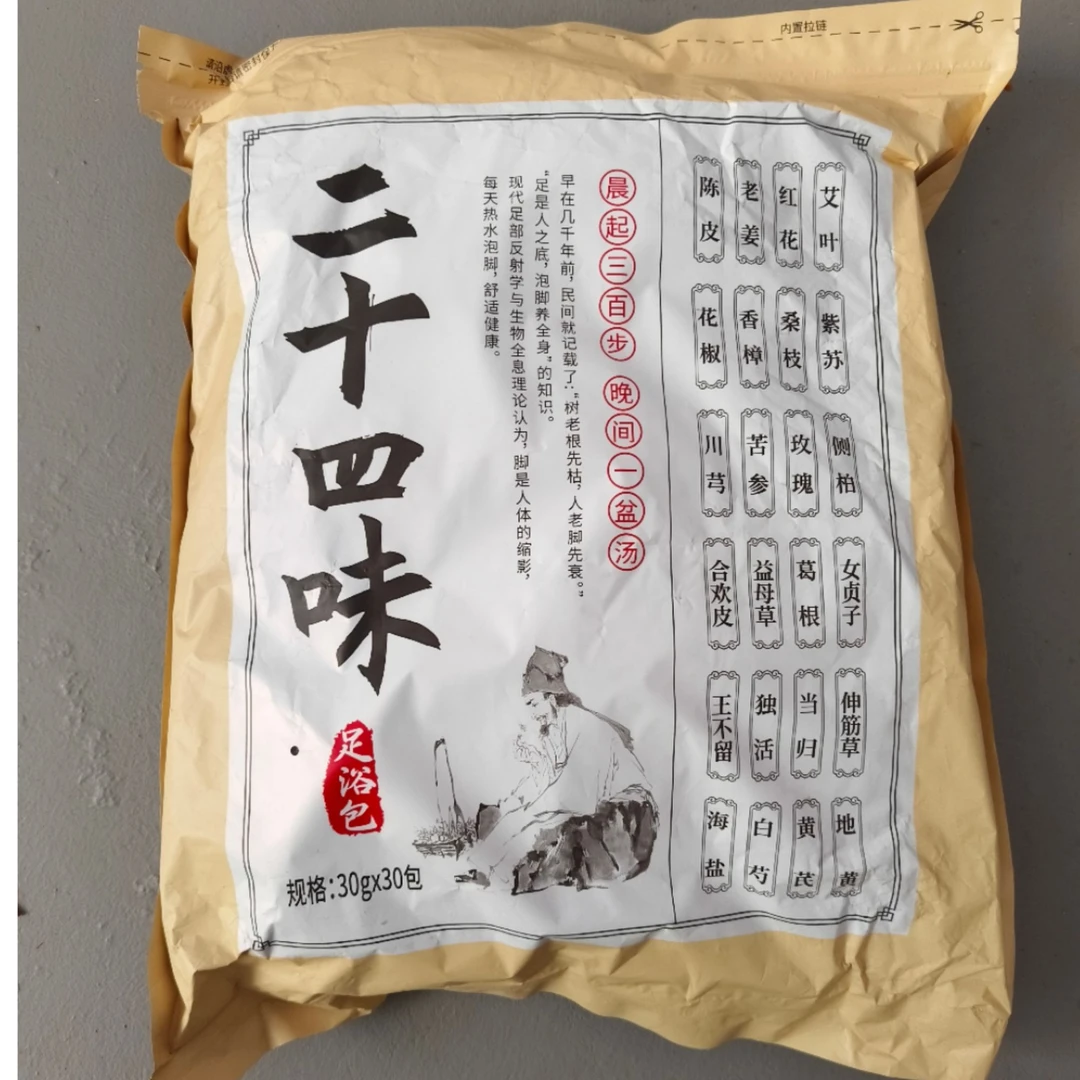 内置拉链
二十四味
足浴包
规格:30gx30包
晨起三百步 晚间一盆汤
早在几千年前,民间就记载了:“树老根先枯,人老脚先衰。”
“足是人之底,泡脚养全身”的知识。
现代足部反射学与生物全息理论认为,脚是人体的缩影,
每天热水泡脚,舒适健康。
艾叶
红花
老姜
陈皮
紫苏
桑枝
香樟
花椒
侧柏
玫瑰
苦参
川芎
女贞子
葛根
益母草
合欢皮
伸筋草
当归
独活
王不留
地黄
黄芪
白芍
海盐